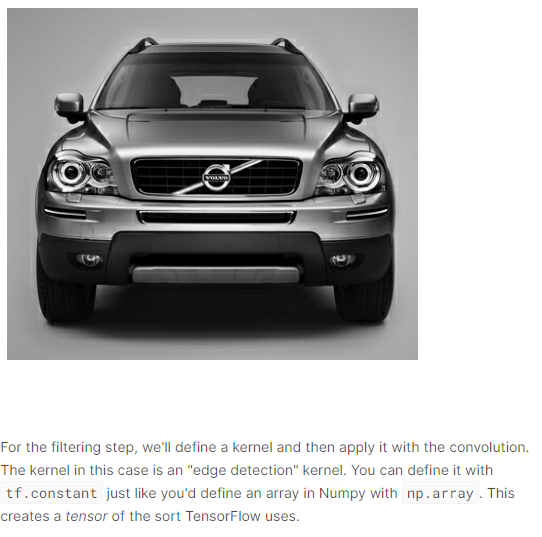 VOLVO
For the filtering step, we'll define a kernel and then apply it with the convolution.
The kernel in this case is an "edge detection" kernel. You can define it with
tf.constant just like you'd define an array in Numpy with np.array . This
creates a tensor of the sort TensorFlow uses.